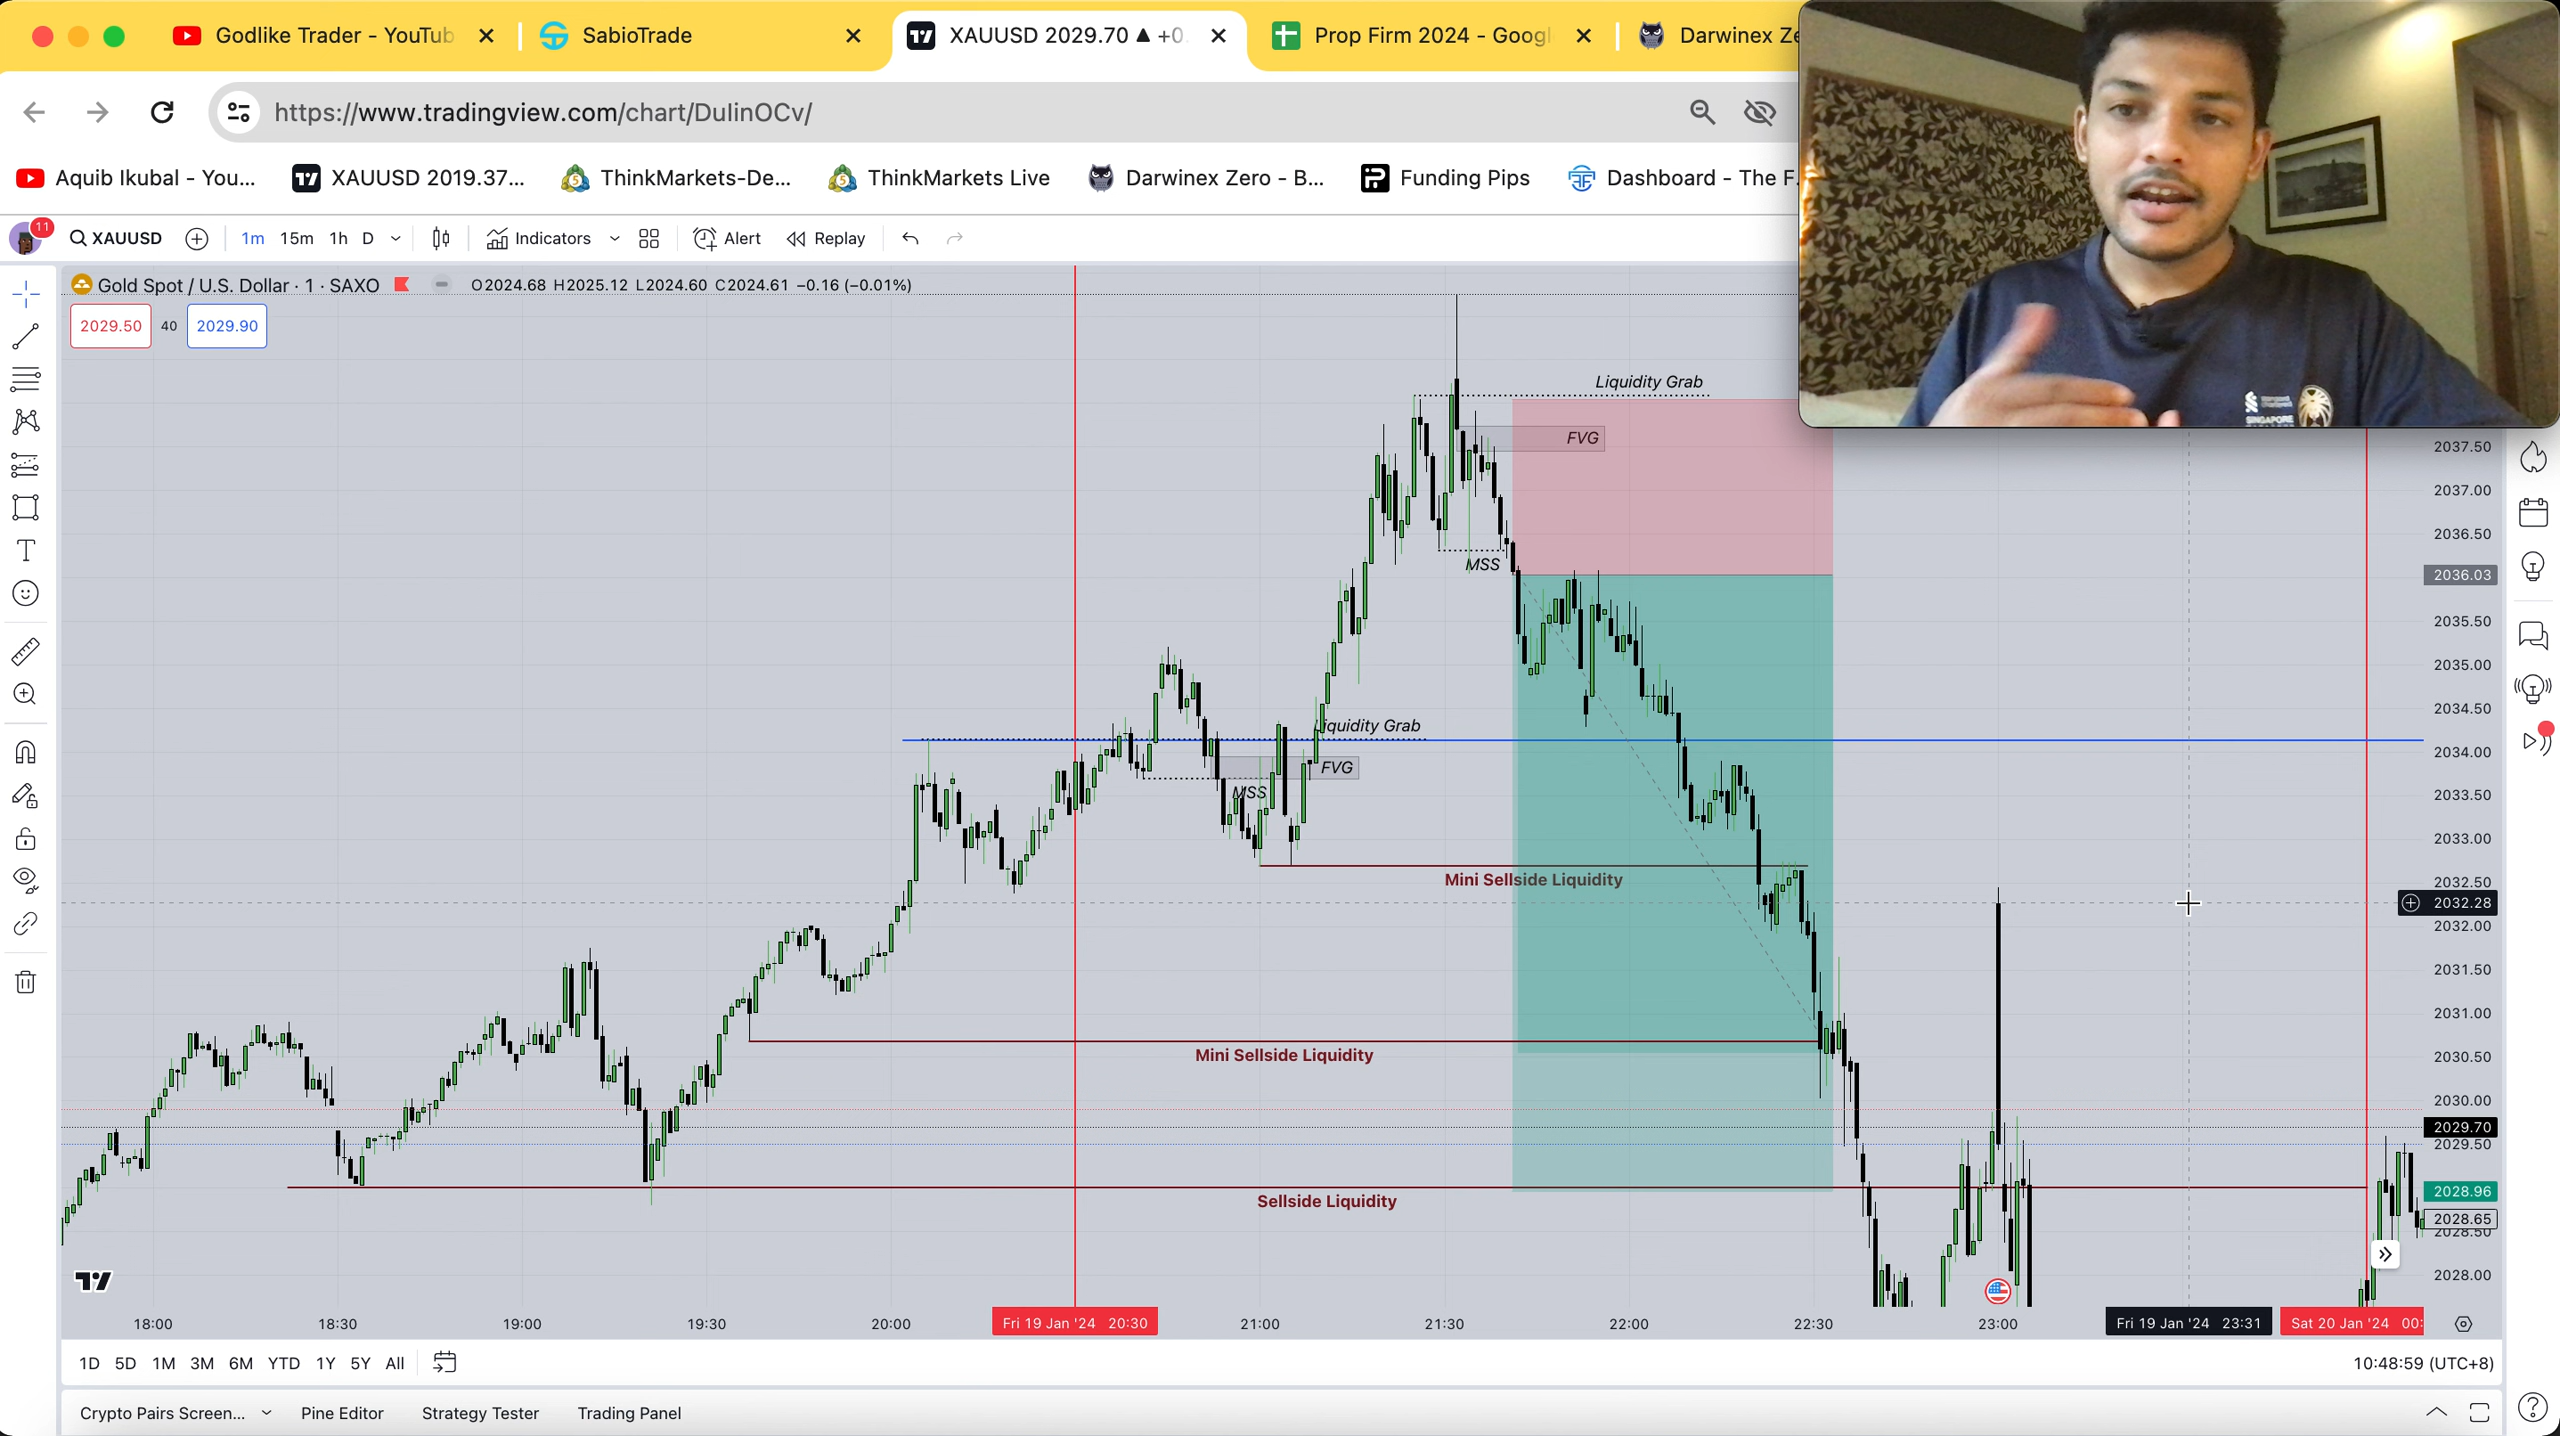 Godlike Trader - YouTub
SabioTrade
XAUUSD 2029.70 ▲ +0.
Prop Firm 2024 - Googl
Darwinex Ze
https://www.tradingview.com/chart/DulinOCv/
Aquib Ikubal - You...
XAUUSD 2019.37...
ThinkMarkets-De...
ThinkMarkets Live
Darwinex Zero - B...
Funding Pips
Dashboard - The F.
11
XAUUSD
1m 15m 1h D
Indicators
Alert
Replay
Gold Spot / U.S. Dollar · 1 · SAXO
O2024.68 H2025.12 L2024.60 C2024.61 −0.16 (−0.01%)
2029.50 40 2029.90
Liquidity Grab
FVG
MSS
Liquidity Grab
FVG
MSS
Mini Sellside Liquidity
Mini Sellside Liquidity
Sellside Liquidity
2037.50
2037.00
2036.50
2036.03
2035.50
2035.00
2034.50
2034.00
2033.50
2033.00
2032.50
2032.28
2032.00
2031.50
2031.00
2030.50
2030.00
2029.70
2029.50
2028.96
2028.65
2028.50
2028.00
18:00 18:30 19:00 19:30 20:00 Fri 19 Jan '24 20:30 21:00 21:30 22:00 22:30 23:00 Fri 19 Jan '24 23:31 Sat 20 Jan '24 00:
1D 5D 1M 3M 6M YTD 1Y 5Y All
10:48:59 (UTC+8)
Crypto Pairs Screen...
Pine Editor
Strategy Tester
Trading Panel